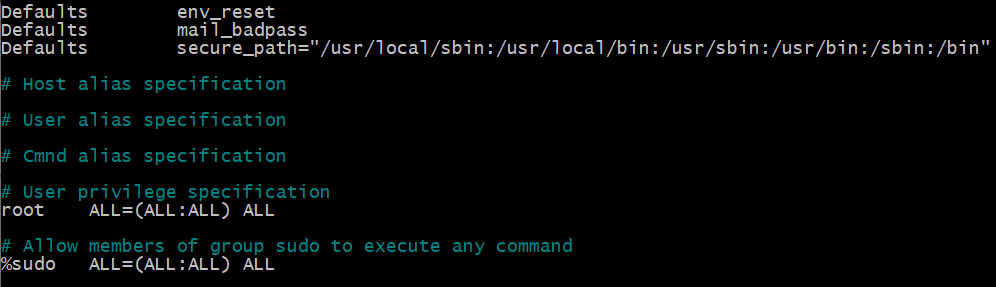 Defaults        env_reset
Defaults        mail_badpass
Defaults        secure_path="/usr/local/sbin:/usr/local/bin:/usr/sbin:/usr/bin:/sbin:/bin"
# Host alias specification
# User alias specification
# Cmnd alias specification
# User privilege specification
root    ALL=(ALL:ALL) ALL
# Allow members of group sudo to execute any command
%sudo   ALL=(ALL:ALL) ALL